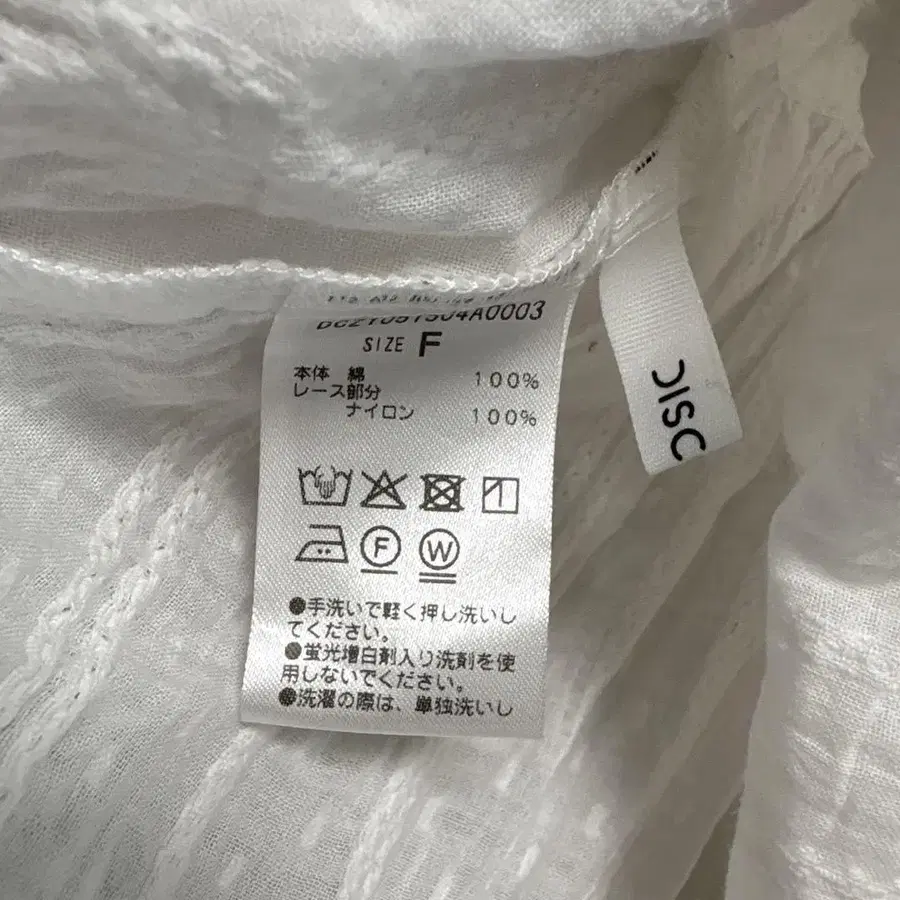 SIZE F
本体 綿 100%
レース部分
ナイロン 100%
F W
●手洗いで軽く押し洗いし
てください。
●蛍光増白剤入り洗剤を使
用しないでください。
●洗濯の際は、単独洗いし
DISC